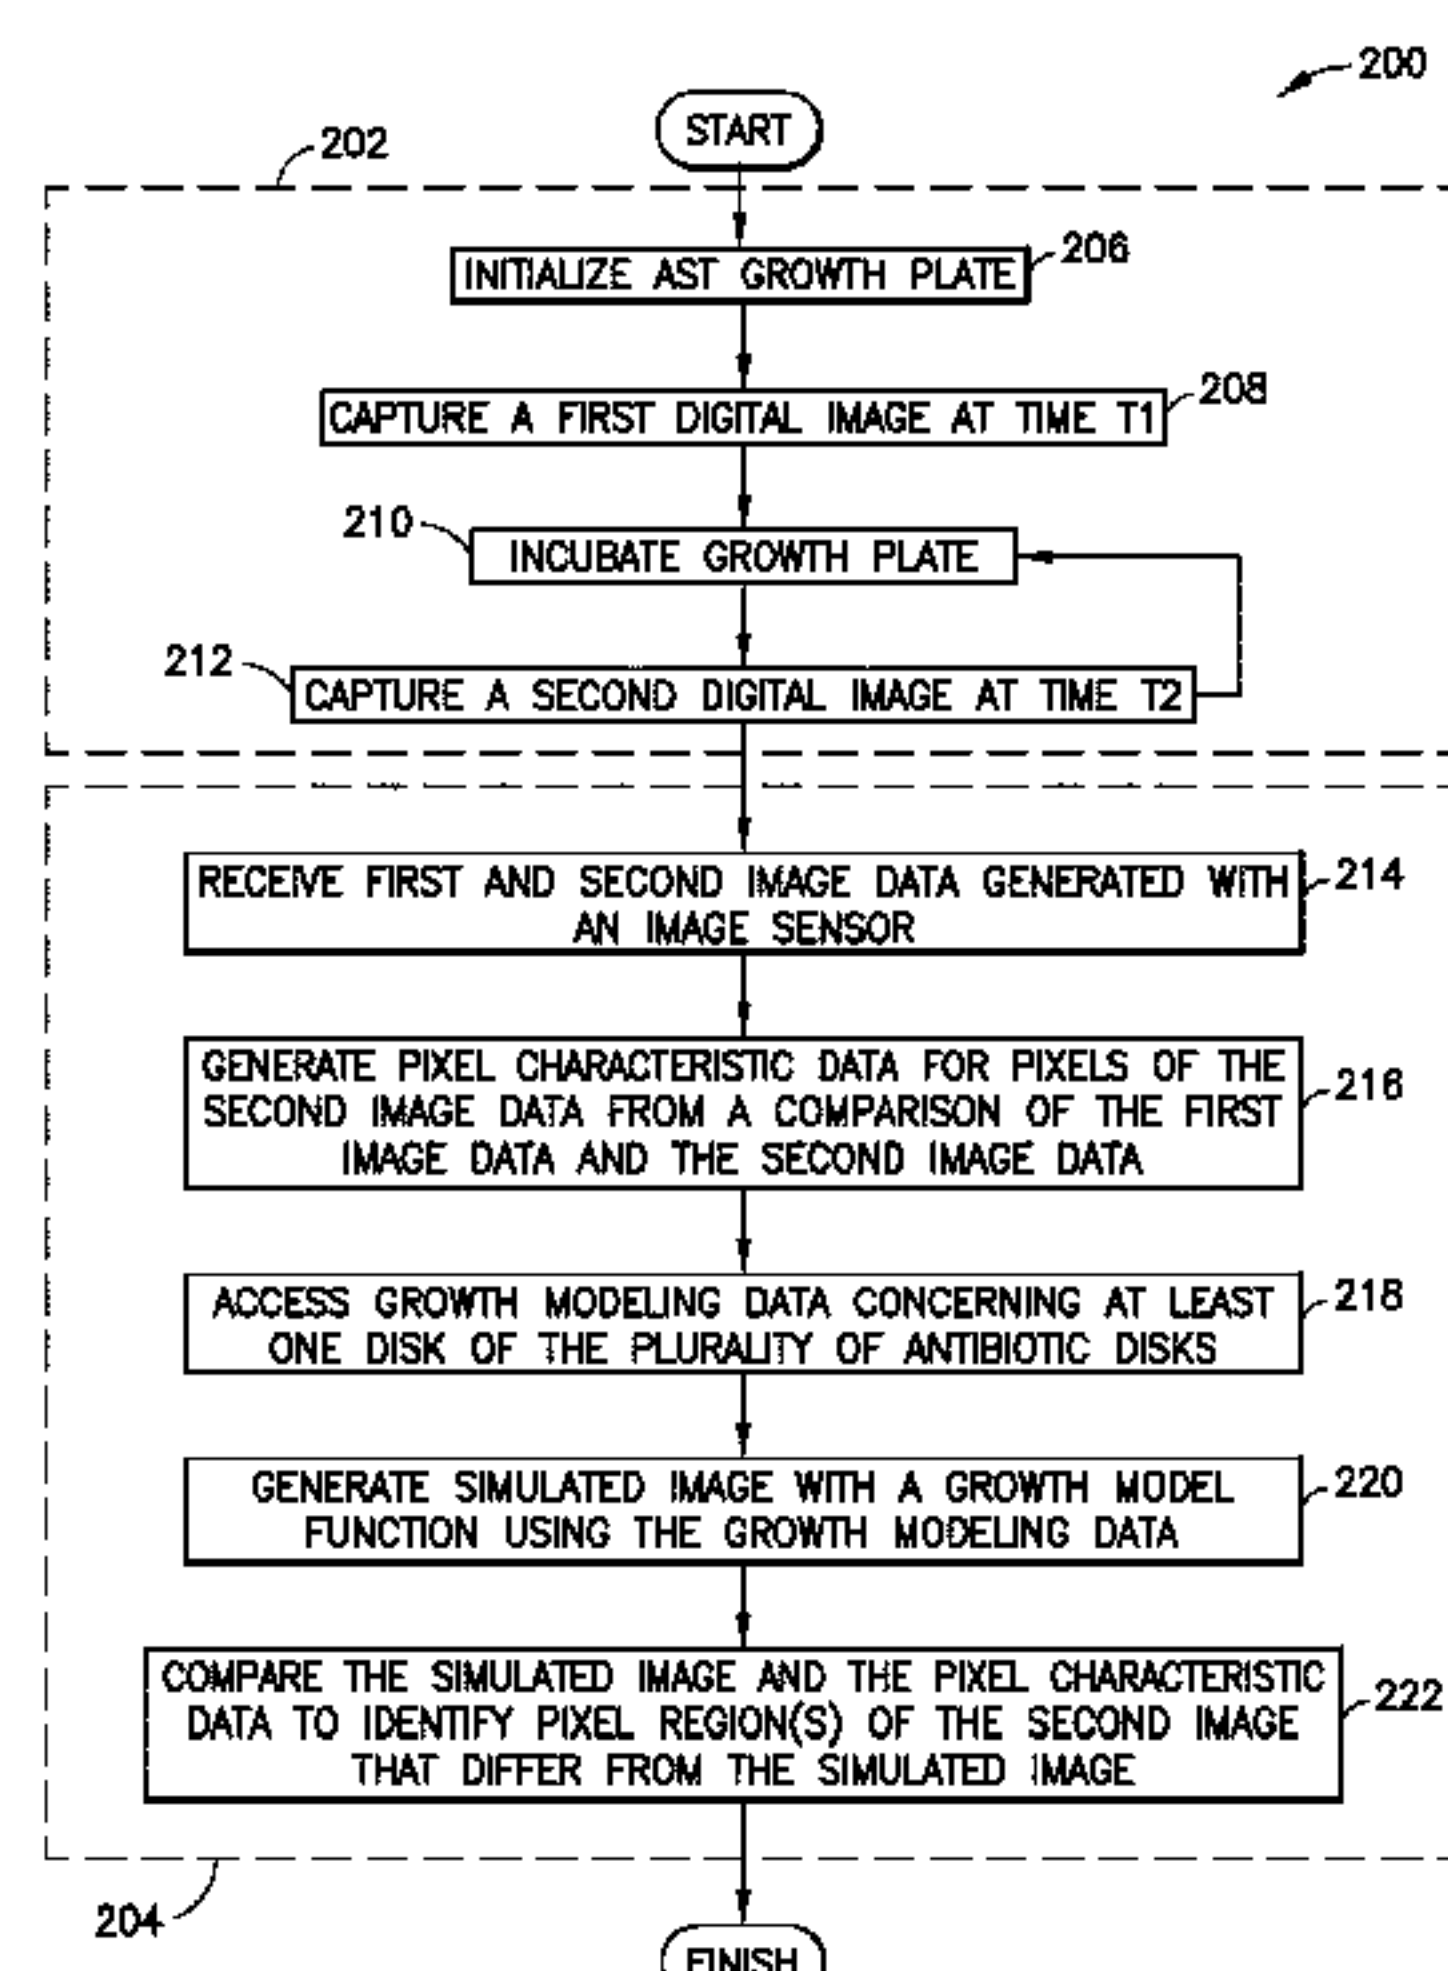 200
START
202
INITIALIZE AST GROWTH PLATE
206
CAPTURE A FIRST DIGITAL IMAGE AT TIME T1
208
210
INCUBATE GROWTH PLATE
212
CAPTURE A SECOND DIGITAL IMAGE AT TIME T2
RECEIVE FIRST AND SECOND IMAGE DATA GENERATED WITH
AN IMAGE SENSOR
214
GENERATE PIXEL CHARACTERISTIC DATA FOR PIXELS OF THE
SECOND IMAGE DATA FROM A COMPARISON OF THE FIRST
IMAGE DATA AND THE SECOND IMAGE DATA
216
ACCESS GROWTH MODELING DATA CONCERNING AT LEAST
ONE DISK OF THE PLURALITY OF ANTIBIOTIC DISKS
218
GENERATE SIMULATED IMAGE WITH A GROWTH MODEL
FUNCTION USING THE GROWTH MODELING DATA
220
COMPARE THE SIMULATED IMAGE AND THE PIXEL CHARACTERISTIC
DATA TO IDENTIFY PIXEL REGION(S) OF THE SECOND IMAGE
THAT DIFFER FROM THE SIMULATED IMAGE
222
204
FINISH